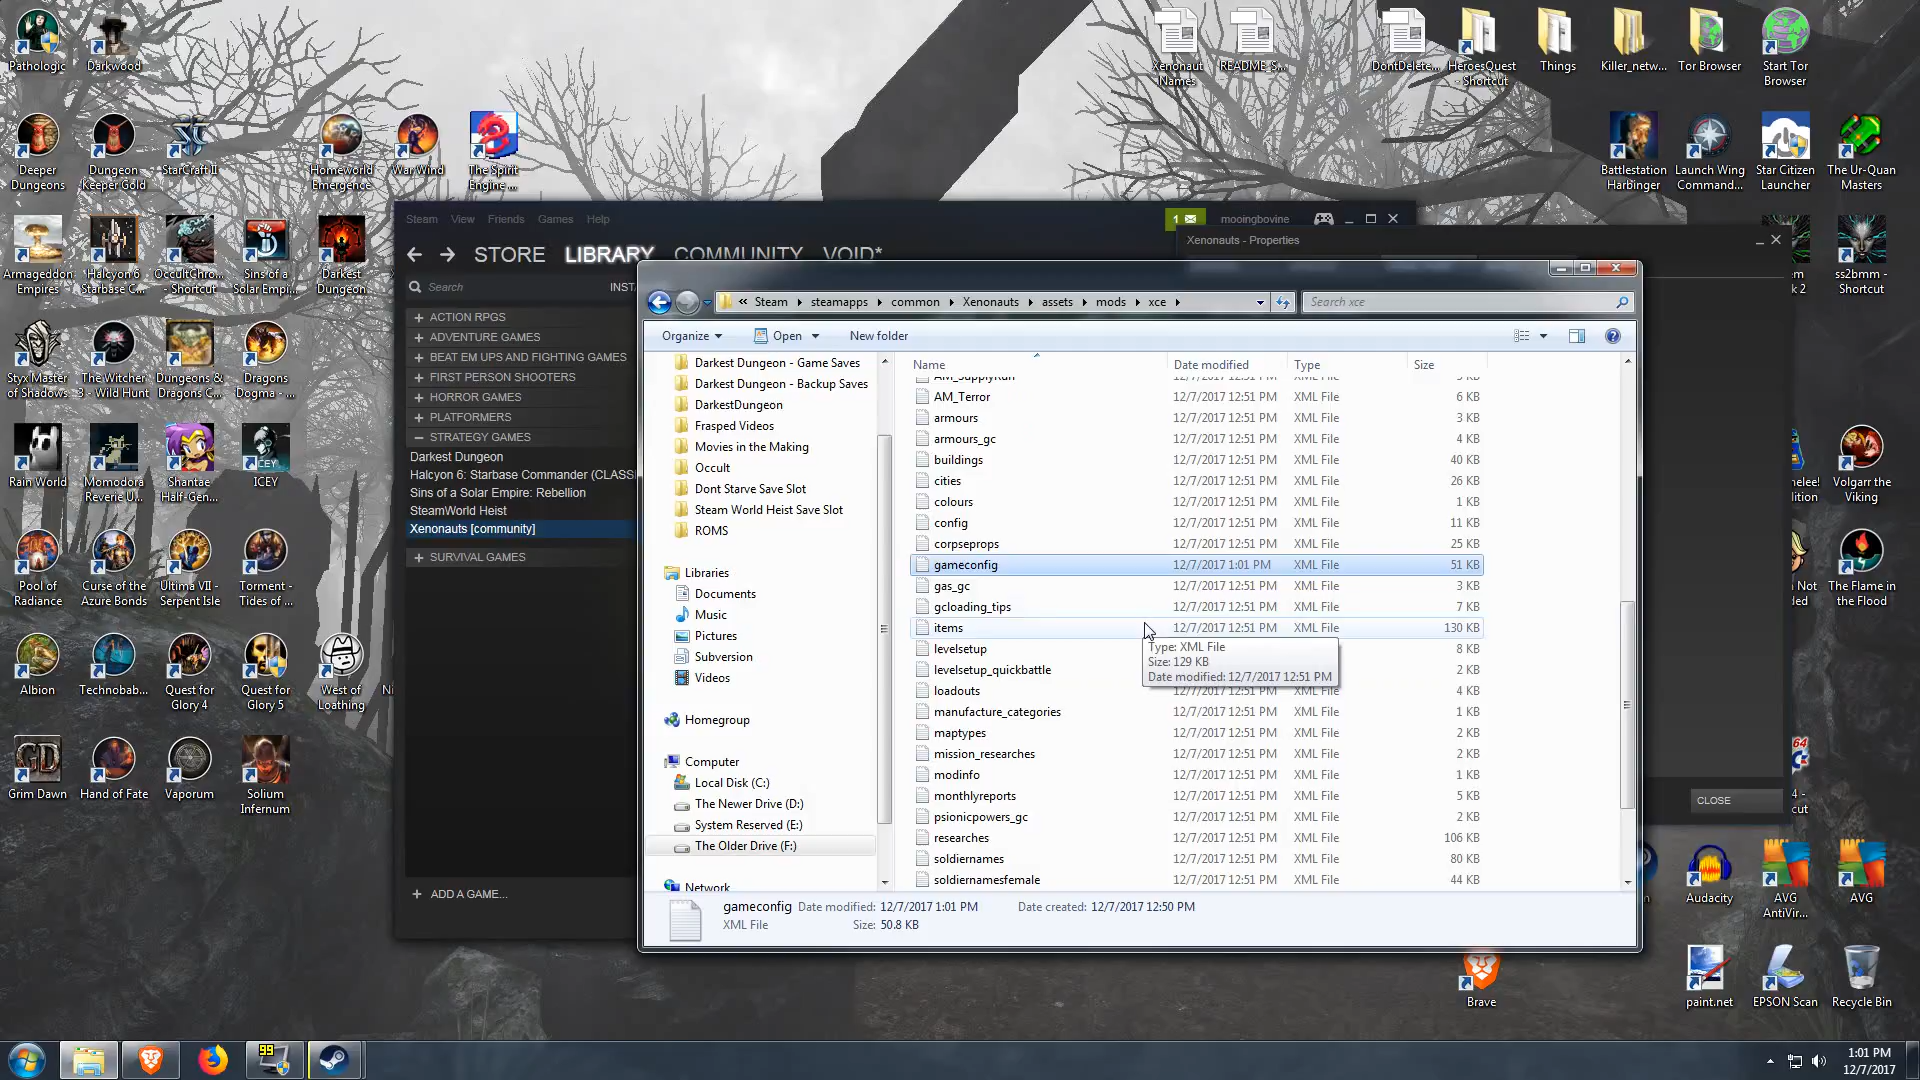 Pathologic
Darkwood
Xenonaut Names
README_S...
DontDelete...
HeroesQuest - Shortcut
Things
Killer_netw...
Tor Browser
Start Tor Browser
Deeper Dungeons
Dungeon Keeper Gold
StarCraft II
Homeworld Emergence
War Wind
The Spirit Engine ...
Battlestation Harbinger
Launch Wing Command...
Star Citizen Launcher
The Ur-Quan Masters
Armageddon Empires
Halcyon 6 Starbase C...
OccultChro... - Shortcut
Sins of a Solar Empi...
Darkest Dungeon
ss2bmm - Shortcut
Styx Master of Shadows
The Witcher 3 - Wild Hunt
Dungeons & Dragons C...
Dragons Dogma - ...
Rain World
Momodora Reverie U...
Shantae Half-Gen...
ICEY
Volgarr the Viking
Pool of Radiance
Curse of the Azure Bonds
Ultima VII - Serpent Isle
Torment - Tides of ...
The Flame in the Flood
Albion
Technobab...
Quest for Glory 4
Quest for Glory 5
West of Loathing
Grim Dawn
Hand of Fate
Vaporum
Solium Infernum
Audacity
AVG AntiVir...
AVG
Brave
paint.net
EPSON Scan
Recycle Bin
Steam View Friends Games Help
1
mooingbovine
STORE LIBRARY COMMUNITY VOID*
Search
INST
+ ACTION RPGS
+ ADVENTURE GAMES
+ BEAT EM UPS AND FIGHTING GAMES
+ FIRST PERSON SHOOTERS
+ HORROR GAMES
+ PLATFORMERS
– STRATEGY GAMES
Darkest Dungeon
Halcyon 6: Starbase Commander (CLASS
Sins of a Solar Empire: Rebellion
SteamWorld Heist
Xenonauts [community]
+ SURVIVAL GAMES
+ ADD A GAME...
Xenonauts - Properties
CLOSE
« Steam steamapps common Xenonauts assets mods xce
Search xce
Organize Open New folder
Darkest Dungeon - Game Saves
Darkest Dungeon - Backup Saves
DarkestDungeon
Frasped Videos
Movies in the Making
Occult
Dont Starve Save Slot
Steam World Heist Save Slot
ROMS
Libraries
Documents
Music
Pictures
Subversion
Videos
Homegroup
Computer
Local Disk (C:)
The Newer Drive (D:)
System Reserved (E:)
The Older Drive (F:)
Network
Name Date modified Type Size
AM_SupplyRun 12/7/2017 12:51 PM XML File 5 KB
AM_Terror 12/7/2017 12:51 PM XML File 6 KB
armours 12/7/2017 12:51 PM XML File 3 KB
armours_gc 12/7/2017 12:51 PM XML File 4 KB
buildings 12/7/2017 12:51 PM XML File 40 KB
cities 12/7/2017 12:51 PM XML File 26 KB
colours 12/7/2017 12:51 PM XML File 1 KB
config 12/7/2017 12:51 PM XML File 11 KB
corpseprops 12/7/2017 12:51 PM XML File 25 KB
gameconfig 12/7/2017 1:01 PM XML File 51 KB
gas_gc 12/7/2017 12:51 PM XML File 3 KB
gcloading_tips 12/7/2017 12:51 PM XML File 7 KB
items 12/7/2017 12:51 PM XML File 130 KB
levelsetup 8 KB
levelsetup_quickbattle 2 KB
loadouts 12/7/2017 12:51 PM XML File 4 KB
manufacture_categories 12/7/2017 12:51 PM XML File 1 KB
maptypes 12/7/2017 12:51 PM XML File 2 KB
mission_researches 12/7/2017 12:51 PM XML File 2 KB
modinfo 12/7/2017 12:51 PM XML File 1 KB
monthlyreports 12/7/2017 12:51 PM XML File 5 KB
psionicpowers_gc 12/7/2017 12:51 PM XML File 2 KB
researches 12/7/2017 12:51 PM XML File 106 KB
soldiernames 12/7/2017 12:51 PM XML File 80 KB
soldiernamesfemale 12/7/2017 12:51 PM XML File 44 KB
Type: XML File
Size: 129 KB
Date modified: 12/7/2017 12:51 PM
gameconfig Date modified: 12/7/2017 1:01 PM Date created: 12/7/2017 12:50 PM
XML File Size: 50.8 KB
99
1:01 PM
12/7/2017